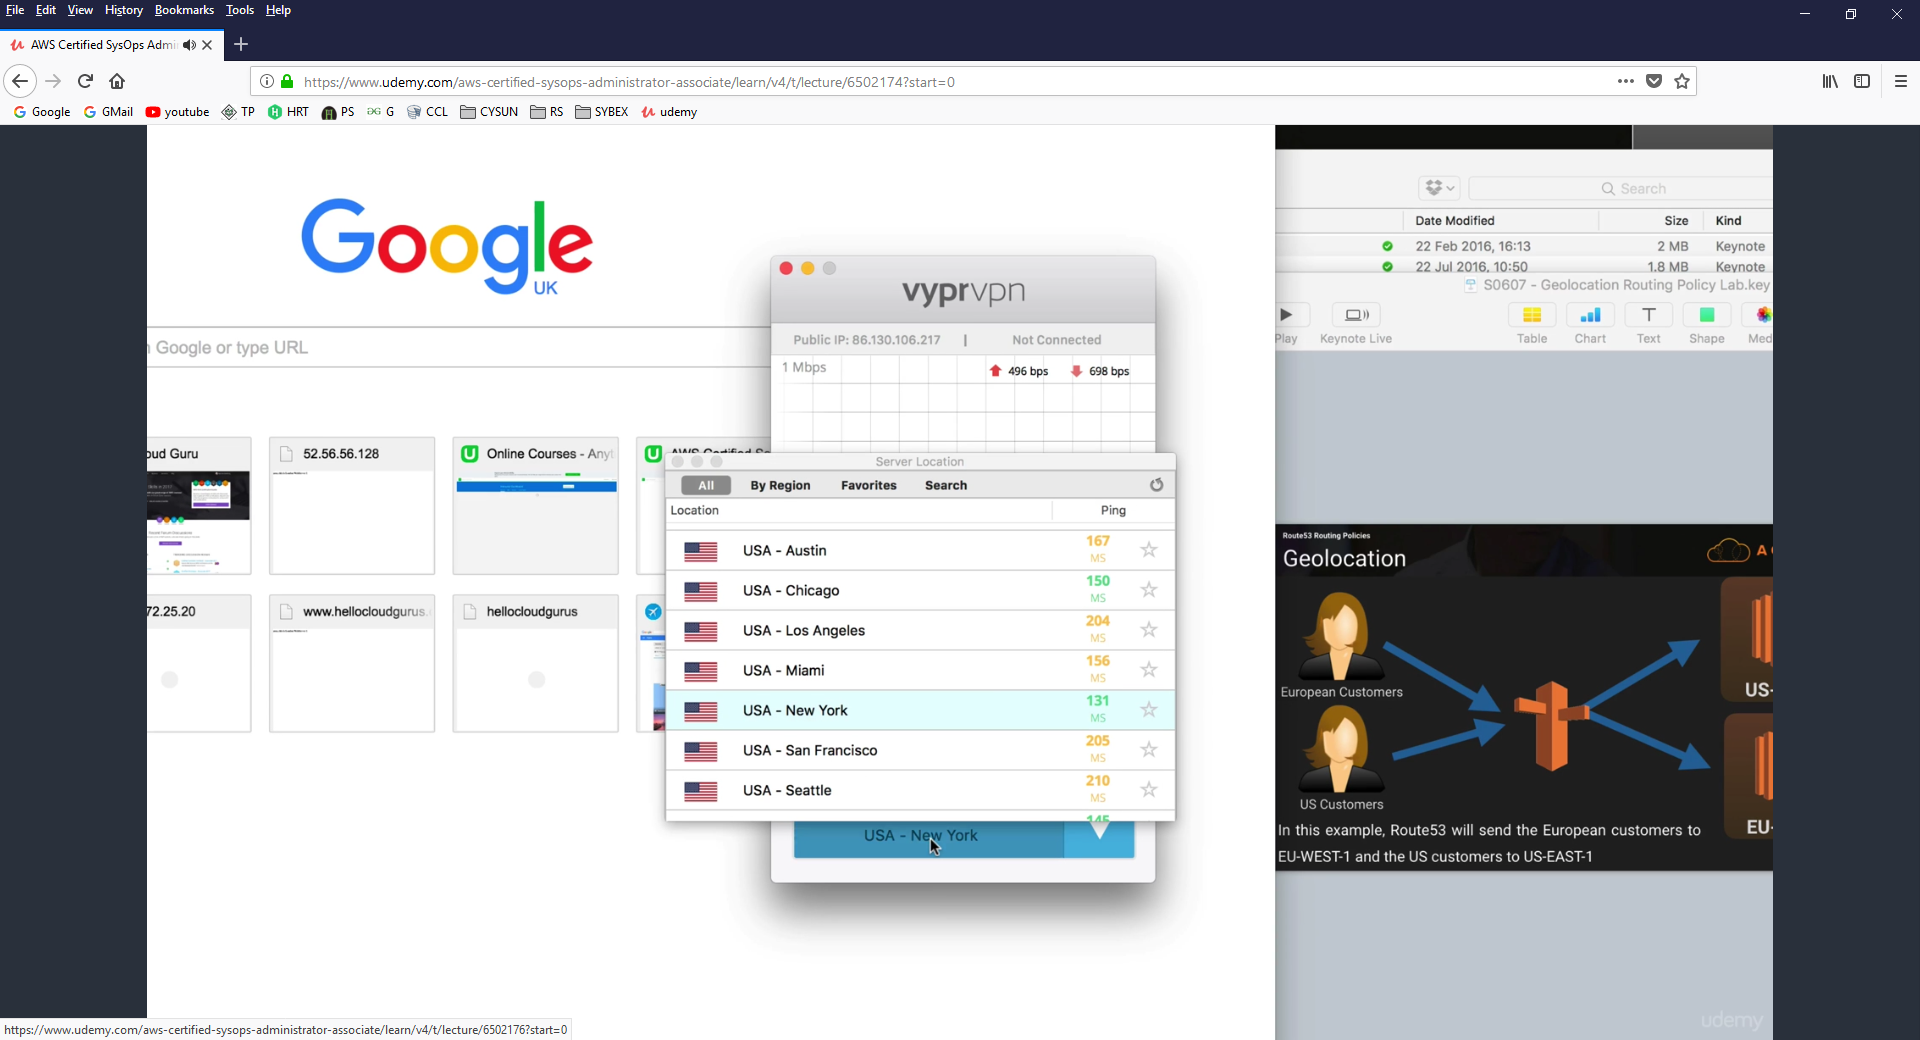 File Edit View History Bookmarks Tools Help
AWS Certified SysOps Admi
https://www.udemy.com/aws-certified-sysops-administrator-associate/learn/v4/t/lecture/6502174?start=0
Google GMail youtube TP HRT PS G CCL CYSUN RS SYBEX udemy
Google
UK
Google or type URL
oud Guru
52.56.56.128
Online Courses - Anyt
72.25.20
www.hellocloudgurus.
hellocloudgurus
vyprvpn
Public IP: 86.130.106.217 | Not Connected
1 Mbps
496 bps 698 bps
Server Location
All By Region Favorites Search
Location Ping
USA - Austin 167
MS
USA - Chicago 150
MS
USA - Los Angeles 204
MS
USA - Miami 156
MS
USA - New York 131
MS
USA - San Francisco 205
MS
USA - Seattle 210
MS
145
USA - New York
Search
Date Modified Size Kind
22 Feb 2016, 16:13 2 MB Keynote
22 Jul 2016, 10:50 1.8 MB Keynote
S0607 - Geolocation Routing Policy Lab.key
Play Keynote Live Table Chart Text Shape Med
Route53 Routing Policies
Geolocation
A
European Customers
US Customers
US-
EU-
In this example, Route53 will send the European customers to
EU-WEST-1 and the US customers to US-EAST-1
udemy
https://www.udemy.com/aws-certified-sysops-administrator-associate/learn/v4/t/lecture/6502176?start=0